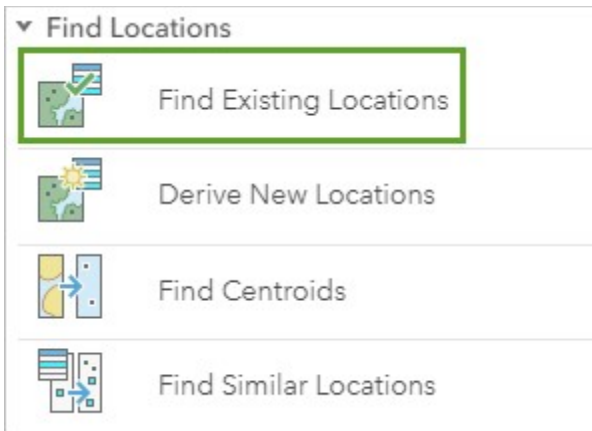 Find Locations
Find Existing Locations
Derive New Locations
Find Centroids
Find Similar Locations